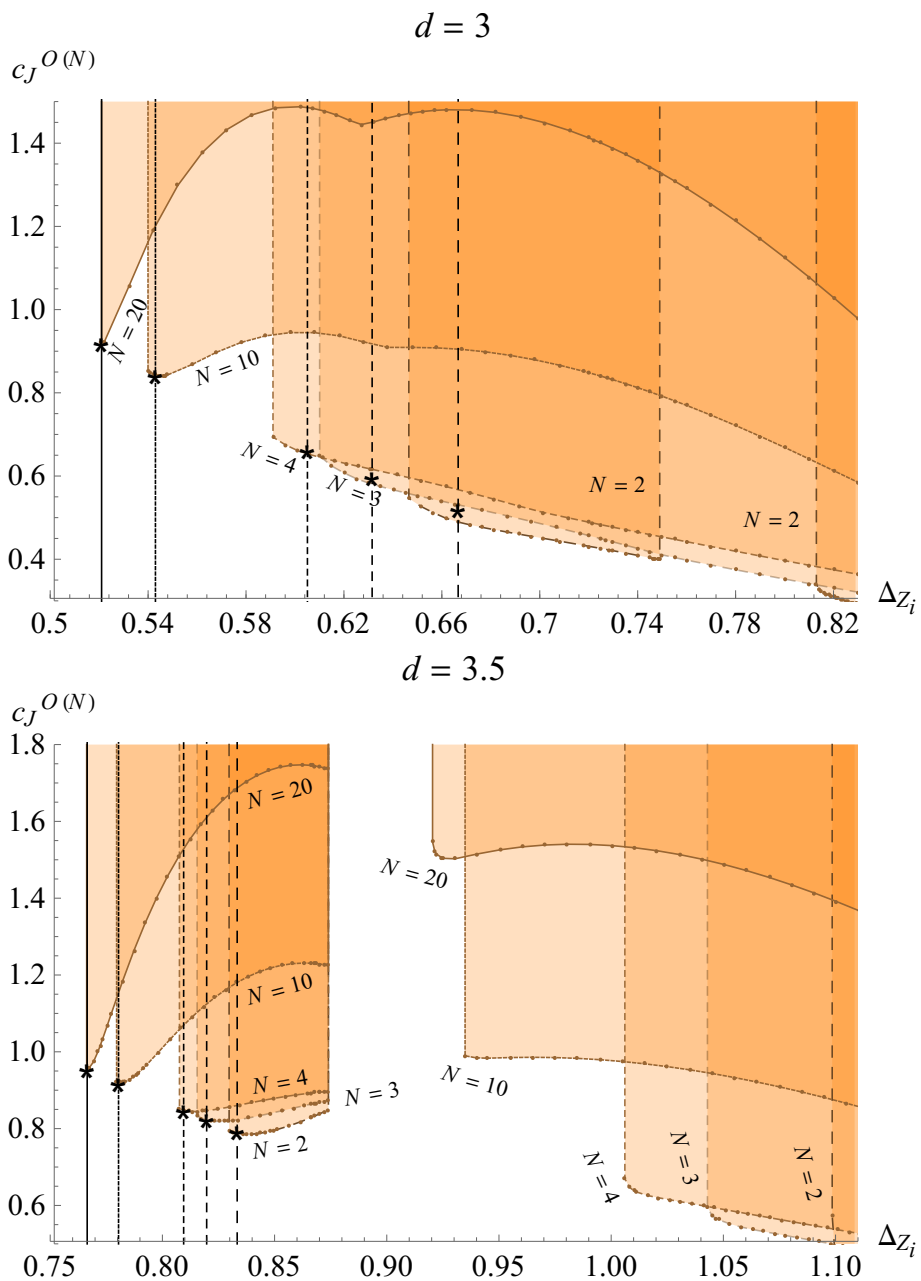 d = 3
c_J^{O(N)}
1.4
1.2
1.0
0.8
0.6
0.4
N = 20
N = 10
N = 4
N = 3
N = 2
N = 2
0.5 0.54 0.58 0.62 0.66 0.7 0.74 0.78 0.82
Δ_{Z_i}
d = 3.5
c_J^{O(N)}
1.8
1.6
1.4
1.2
1.0
0.8
0.6
N = 20
N = 10
N = 4
N = 3
N = 2
N = 20
N = 10
N = 4
N = 3
N = 2
0.75 0.80 0.85 0.90 0.95 1.00 1.05 1.10
Δ_{Z_i}